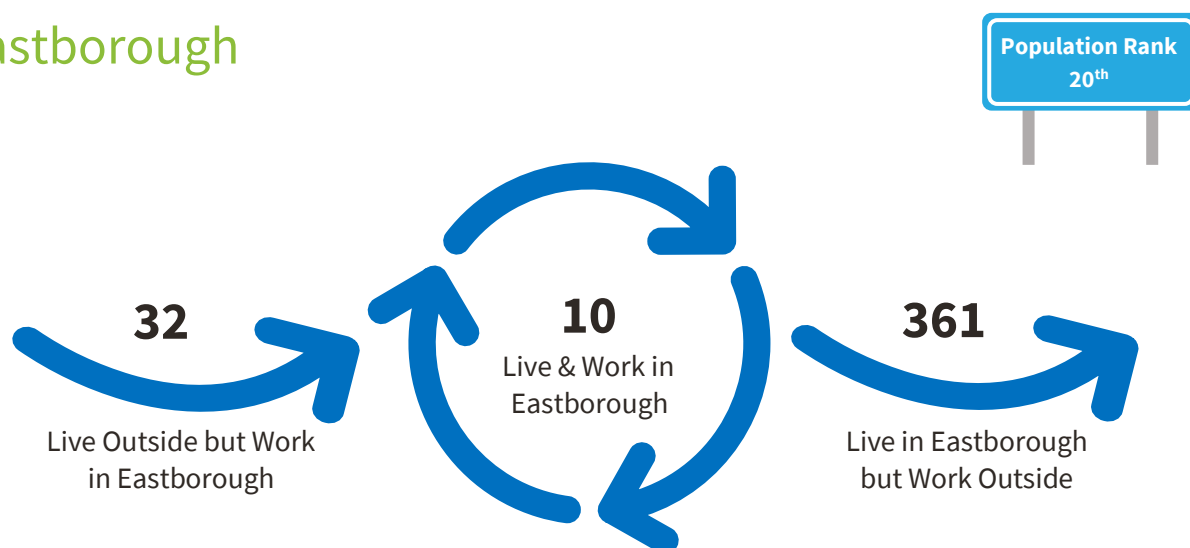 astborough
Population Rank
20th
32
10
361
Live & Work in
Eastborough
Live Outside but Work
in Eastborough
Live in Eastborough
but Work Outside